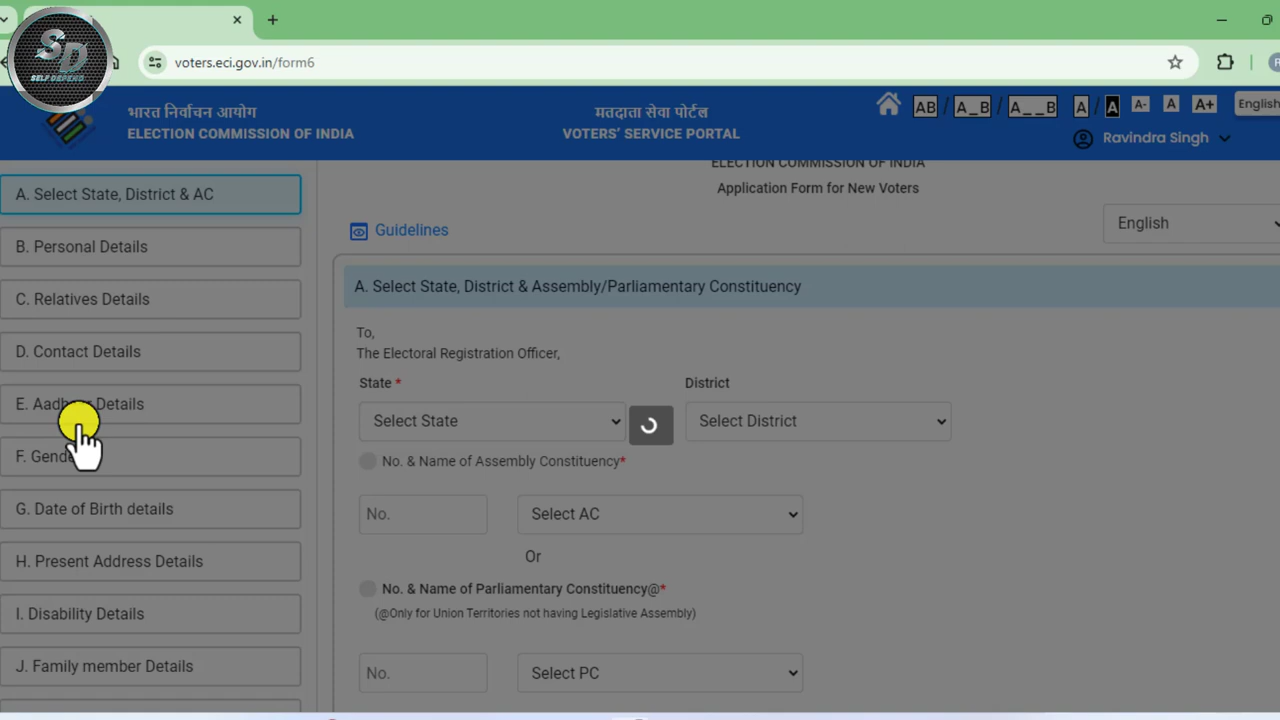 SD
SELF DEPEND
voters.eci.gov.in/form6
R
भारत निर्वाचन आयोग
ELECTION COMMISSION OF INDIA
मतदाता सेवा पोर्टल
VOTERS' SERVICE PORTAL
AB / A_B / A__B A / A A- A A+ English
Ravindra Singh
A. Select State, District & AC
B. Personal Details
C. Relatives Details
D. Contact Details
E. Aadhaar Details
F. Gende
G. Date of Birth details
H. Present Address Details
I. Disability Details
J. Family member Details
ELECTION COMMISSION OF INDIA
Application Form for New Voters
Guidelines
English
A. Select State, District & Assembly/Parliamentary Constituency
To,
The Electoral Registration Officer,
State * District
Select State Select District
No. & Name of Assembly Constituency*
No. Select AC
Or
No. & Name of Parliamentary Constituency@*
(@Only for Union Territories not having Legislative Assembly)
No. Select PC